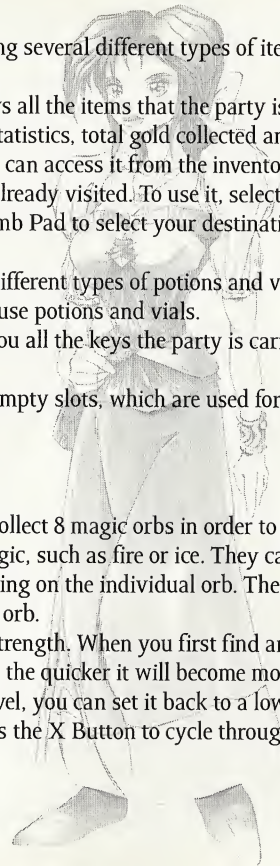 ng several different types of ite
s all the items that the party is
tatistics, total gold collected an
can access it from the invento
lready visited. To use it, select
mb Pad to select your destinati
ifferent types of potions and v
use potions and vials.
ou all the keys the party is car
mpty slots, which are used for
ollect 8 magic orbs in order to
gic, such as fire or ice. They ca
ing on the individual orb. The
orb.
trength. When you first find an
the quicker it will become mo
vel, you can set it back to a low
s the X Button to cycle throug